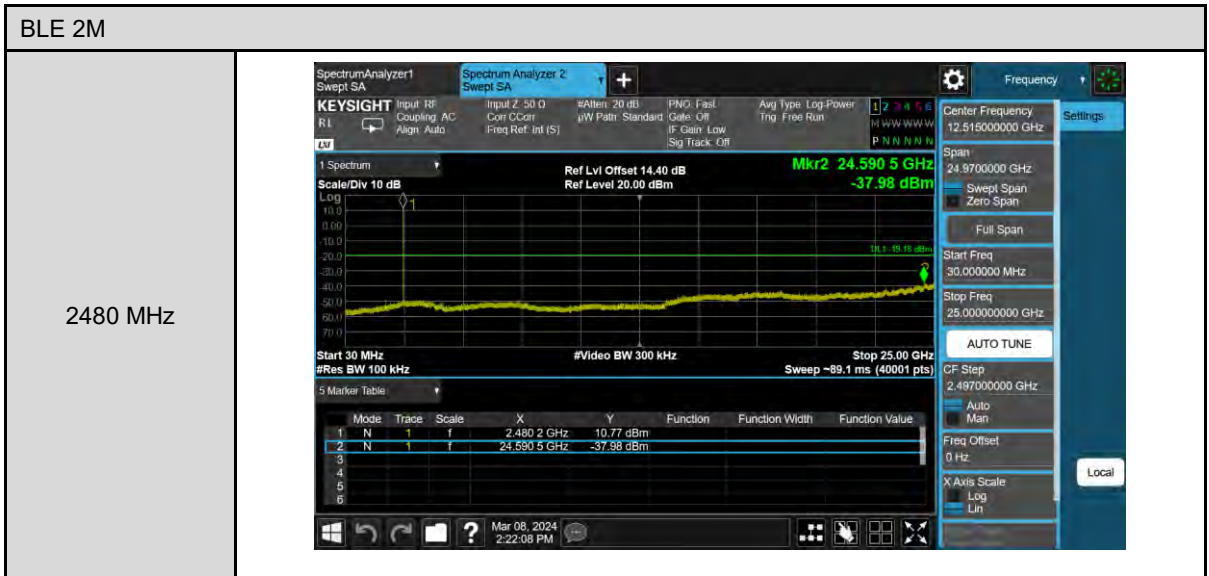 BLE 2M
2480 MHz
SpectrumAnalyzer1
Swept SA
Spectrum Analyzer 2
Swept SA
Frequency
KEYSIGHT
RL
LXI
Input: RF
Coupling: AC
Align: Auto
Input Z: 50 Ω
Corr CCorr
Freq Ref: Int (S)
#Atten: 20 dB
µW Path: Standard
PNO: Fast
Gate: Off
IF Gain: Low
Sig Track: Off
Avg Type: Log-Power
Trig: Free Run
1 2 3 4 5 6
M W W W W W
P N N N N N
1 Spectrum
Scale/Div 10 dB
Ref Lvl Offset 14.40 dB
Ref Level 20.00 dBm
Mkr2 24.590 5 GHz
-37.98 dBm
Log
10.0
0.00
-10.0
-20.0
-30.0
-40.0
-50.0
-60.0
-70.0
1
DL1 -19.18 dBm
2
Start 30 MHz
#Res BW 100 kHz
#Video BW 300 kHz
Stop 25.00 GHz
Sweep ~89.1 ms (40001 pts)
5 Marker Table
Mode Trace Scale X Y Function Function Width Function Value
1 N 1 f 2.480 2 GHz 10.77 dBm
2 N 1 f 24.590 5 GHz -37.98 dBm
3
4
5
6
Mar 08, 2024
2:22:08 PM
Center Frequency
12.515000000 GHz
Settings
Span
24.9700000 GHz
Swept Span
Zero Span
Full Span
Start Freq
30.000000 MHz
Stop Freq
25.000000000 GHz
AUTO TUNE
CF Step
2.497000000 GHz
Auto
Man
Freq Offset
0 Hz
X Axis Scale
Log
Lin
Local